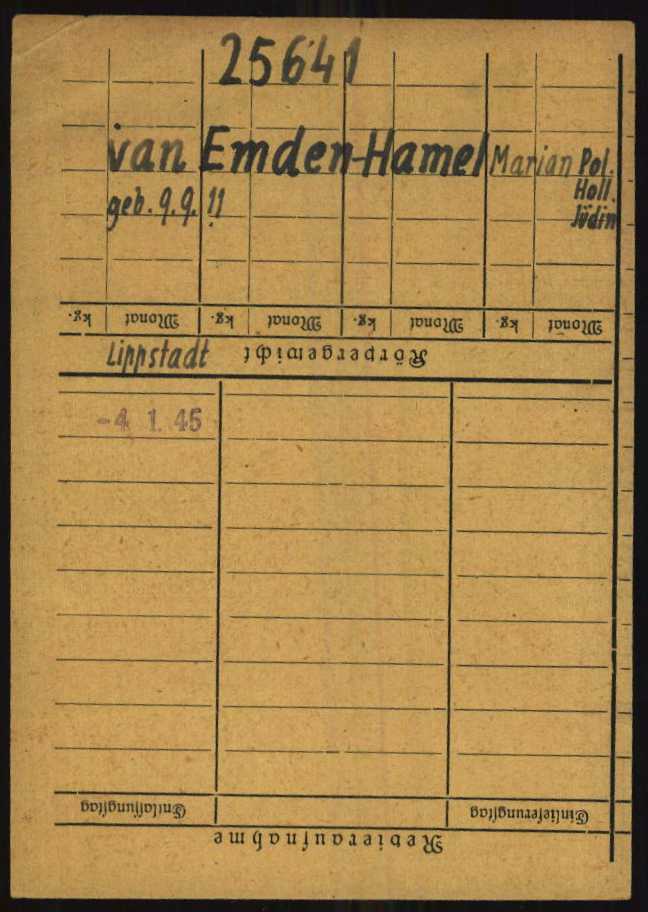 25641
van Emden-Hamel Marian Pol.
Holl.
Jüdin
geb. 9.9.11
kg. Monat kg. Monat kg. Monat kg. Monat
Lippstadt Körpergewicht
-4. 1. 45
Entlassungstag Einlieferungstag
Revieraufnahme